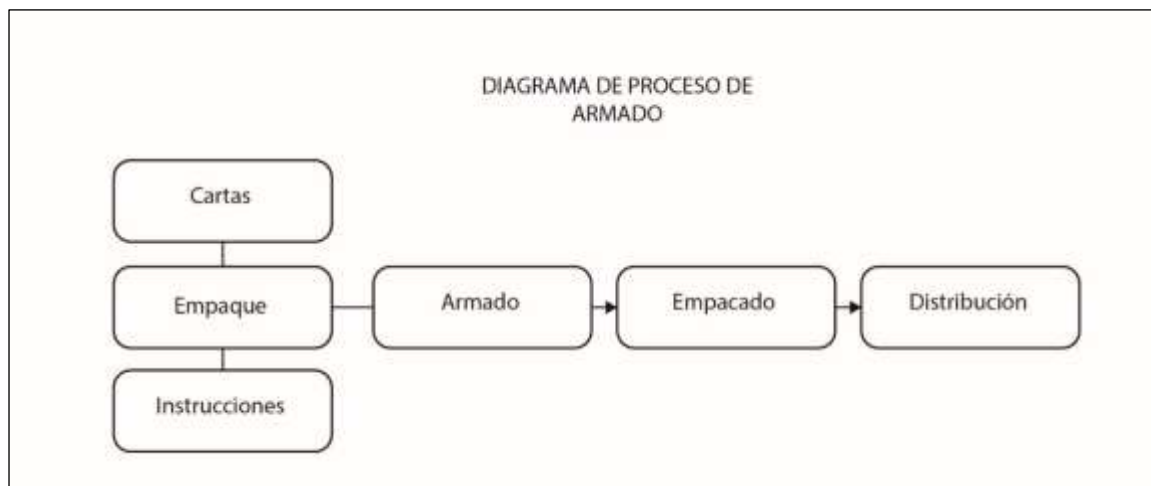 DIAGRAMA DE PROCESO DE
ARMADO
Cartas
Empaque
Armado
Empacado
Distribución
Instrucciones